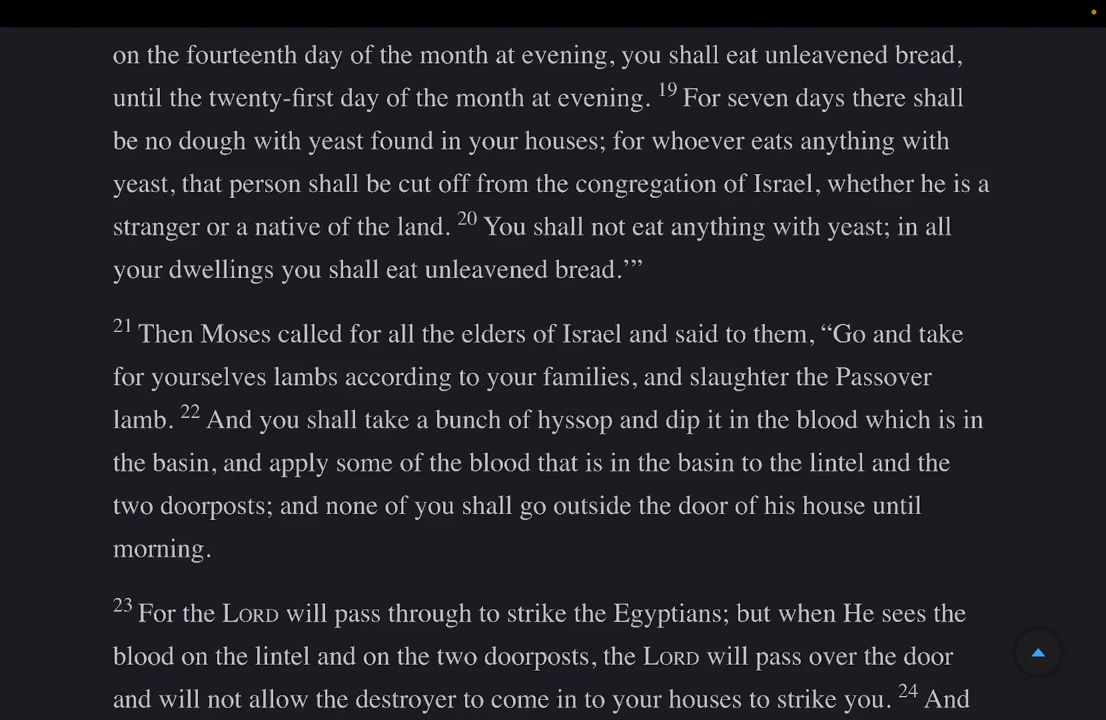 on the fourteenth day of the month at evening, you shall eat unleavened bread,
until the twenty-first day of the month at evening. 19 For seven days there shall
be no dough with yeast found in your houses; for whoever eats anything with
yeast, that person shall be cut off from the congregation of Israel, whether he is a
stranger or a native of the land. 20 You shall not eat anything with yeast; in all
your dwellings you shall eat unleavened bread.’”
21 Then Moses called for all the elders of Israel and said to them, “Go and take
for yourselves lambs according to your families, and slaughter the Passover
lamb. 22 And you shall take a bunch of hyssop and dip it in the blood which is in
the basin, and apply some of the blood that is in the basin to the lintel and the
two doorposts; and none of you shall go outside the door of his house until
morning.
23 For the LORD will pass through to strike the Egyptians; but when He sees the
blood on the lintel and on the two doorposts, the LORD will pass over the door
and will not allow the destroyer to come in to your houses to strike you. 24 And